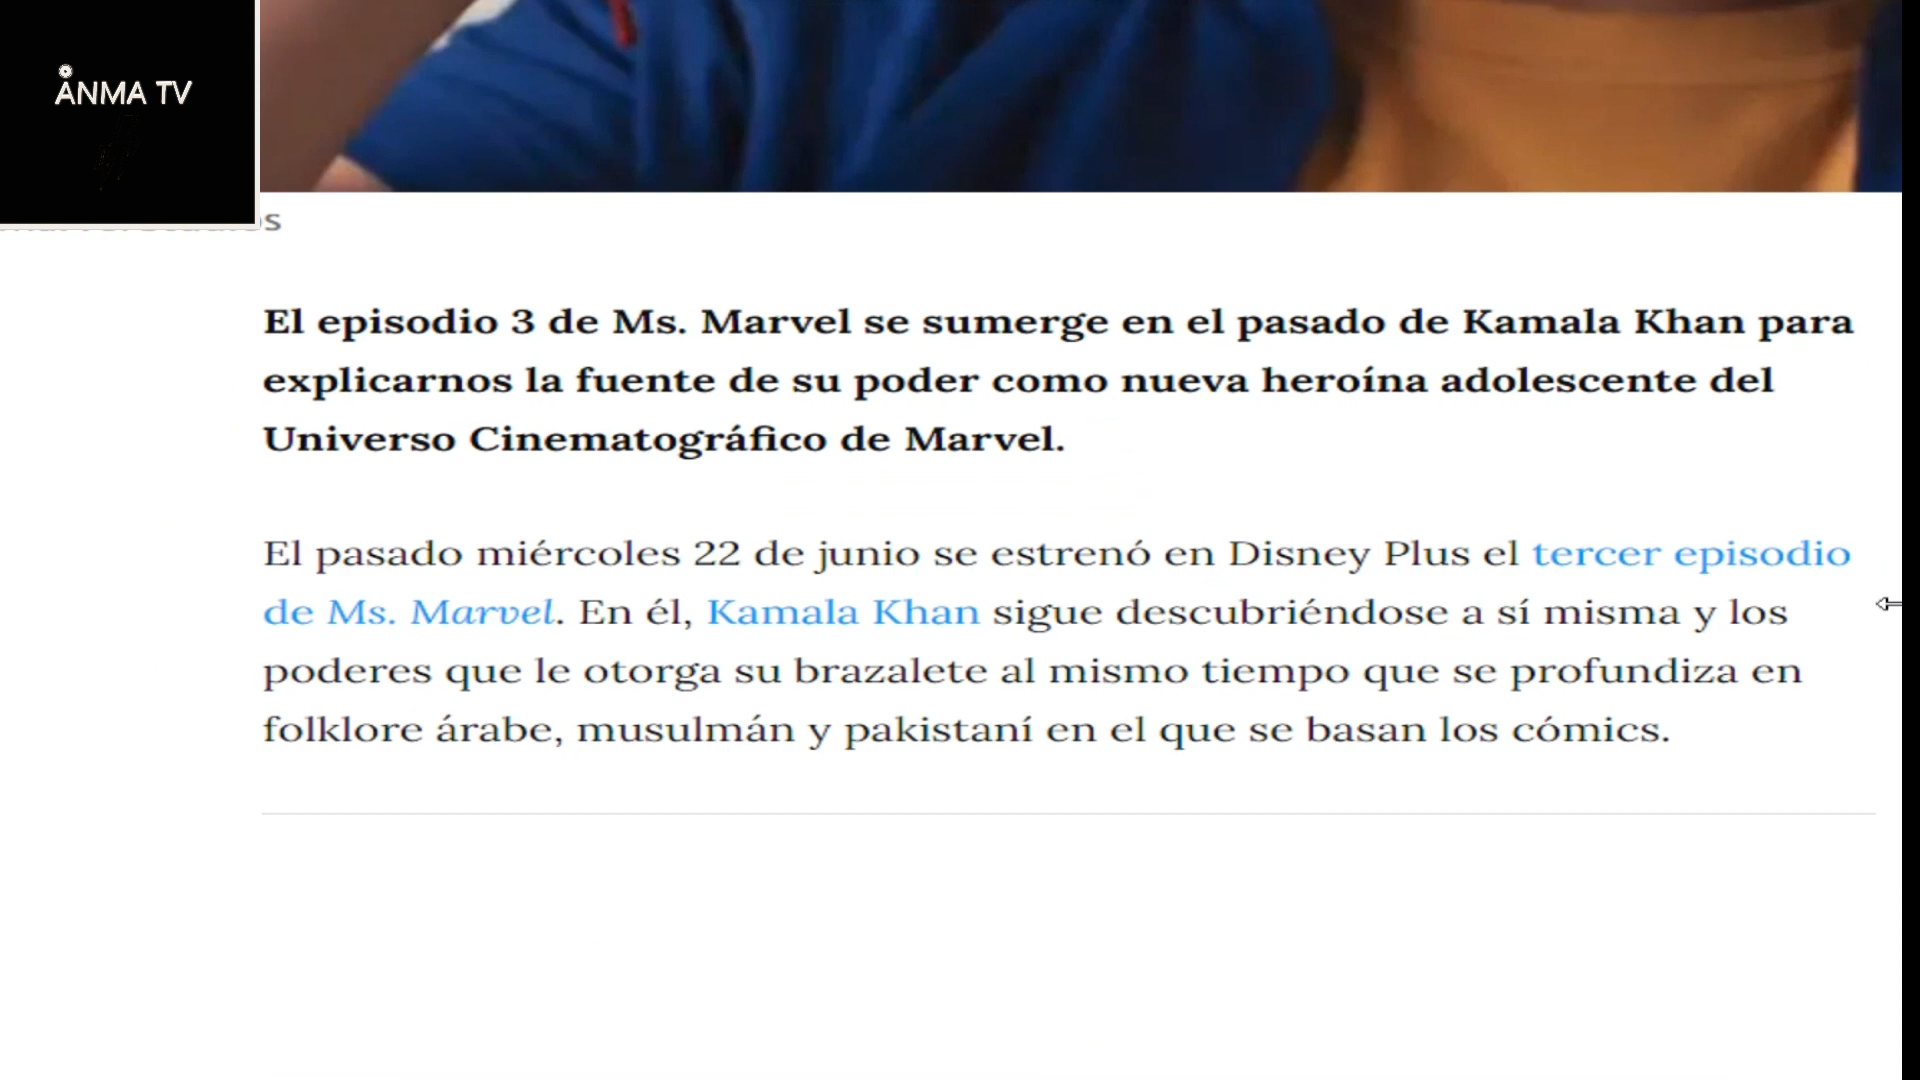 ANMA TV
El episodio 3 de Ms. Marvel se sumerge en el pasado de Kamala Khan para
explicarnos la fuente de su poder como nueva heroína adolescente del
Universo Cinematográfico de Marvel.
El pasado miércoles 22 de junio se estrenó en Disney Plus el tercer episodio
de Ms. Marvel. En él, Kamala Khan sigue descubriéndose a sí misma y los
poderes que le otorga su brazalete al mismo tiempo que se profundiza en
folklore árabe, musulmán y pakistaní en el que se basan los cómics.